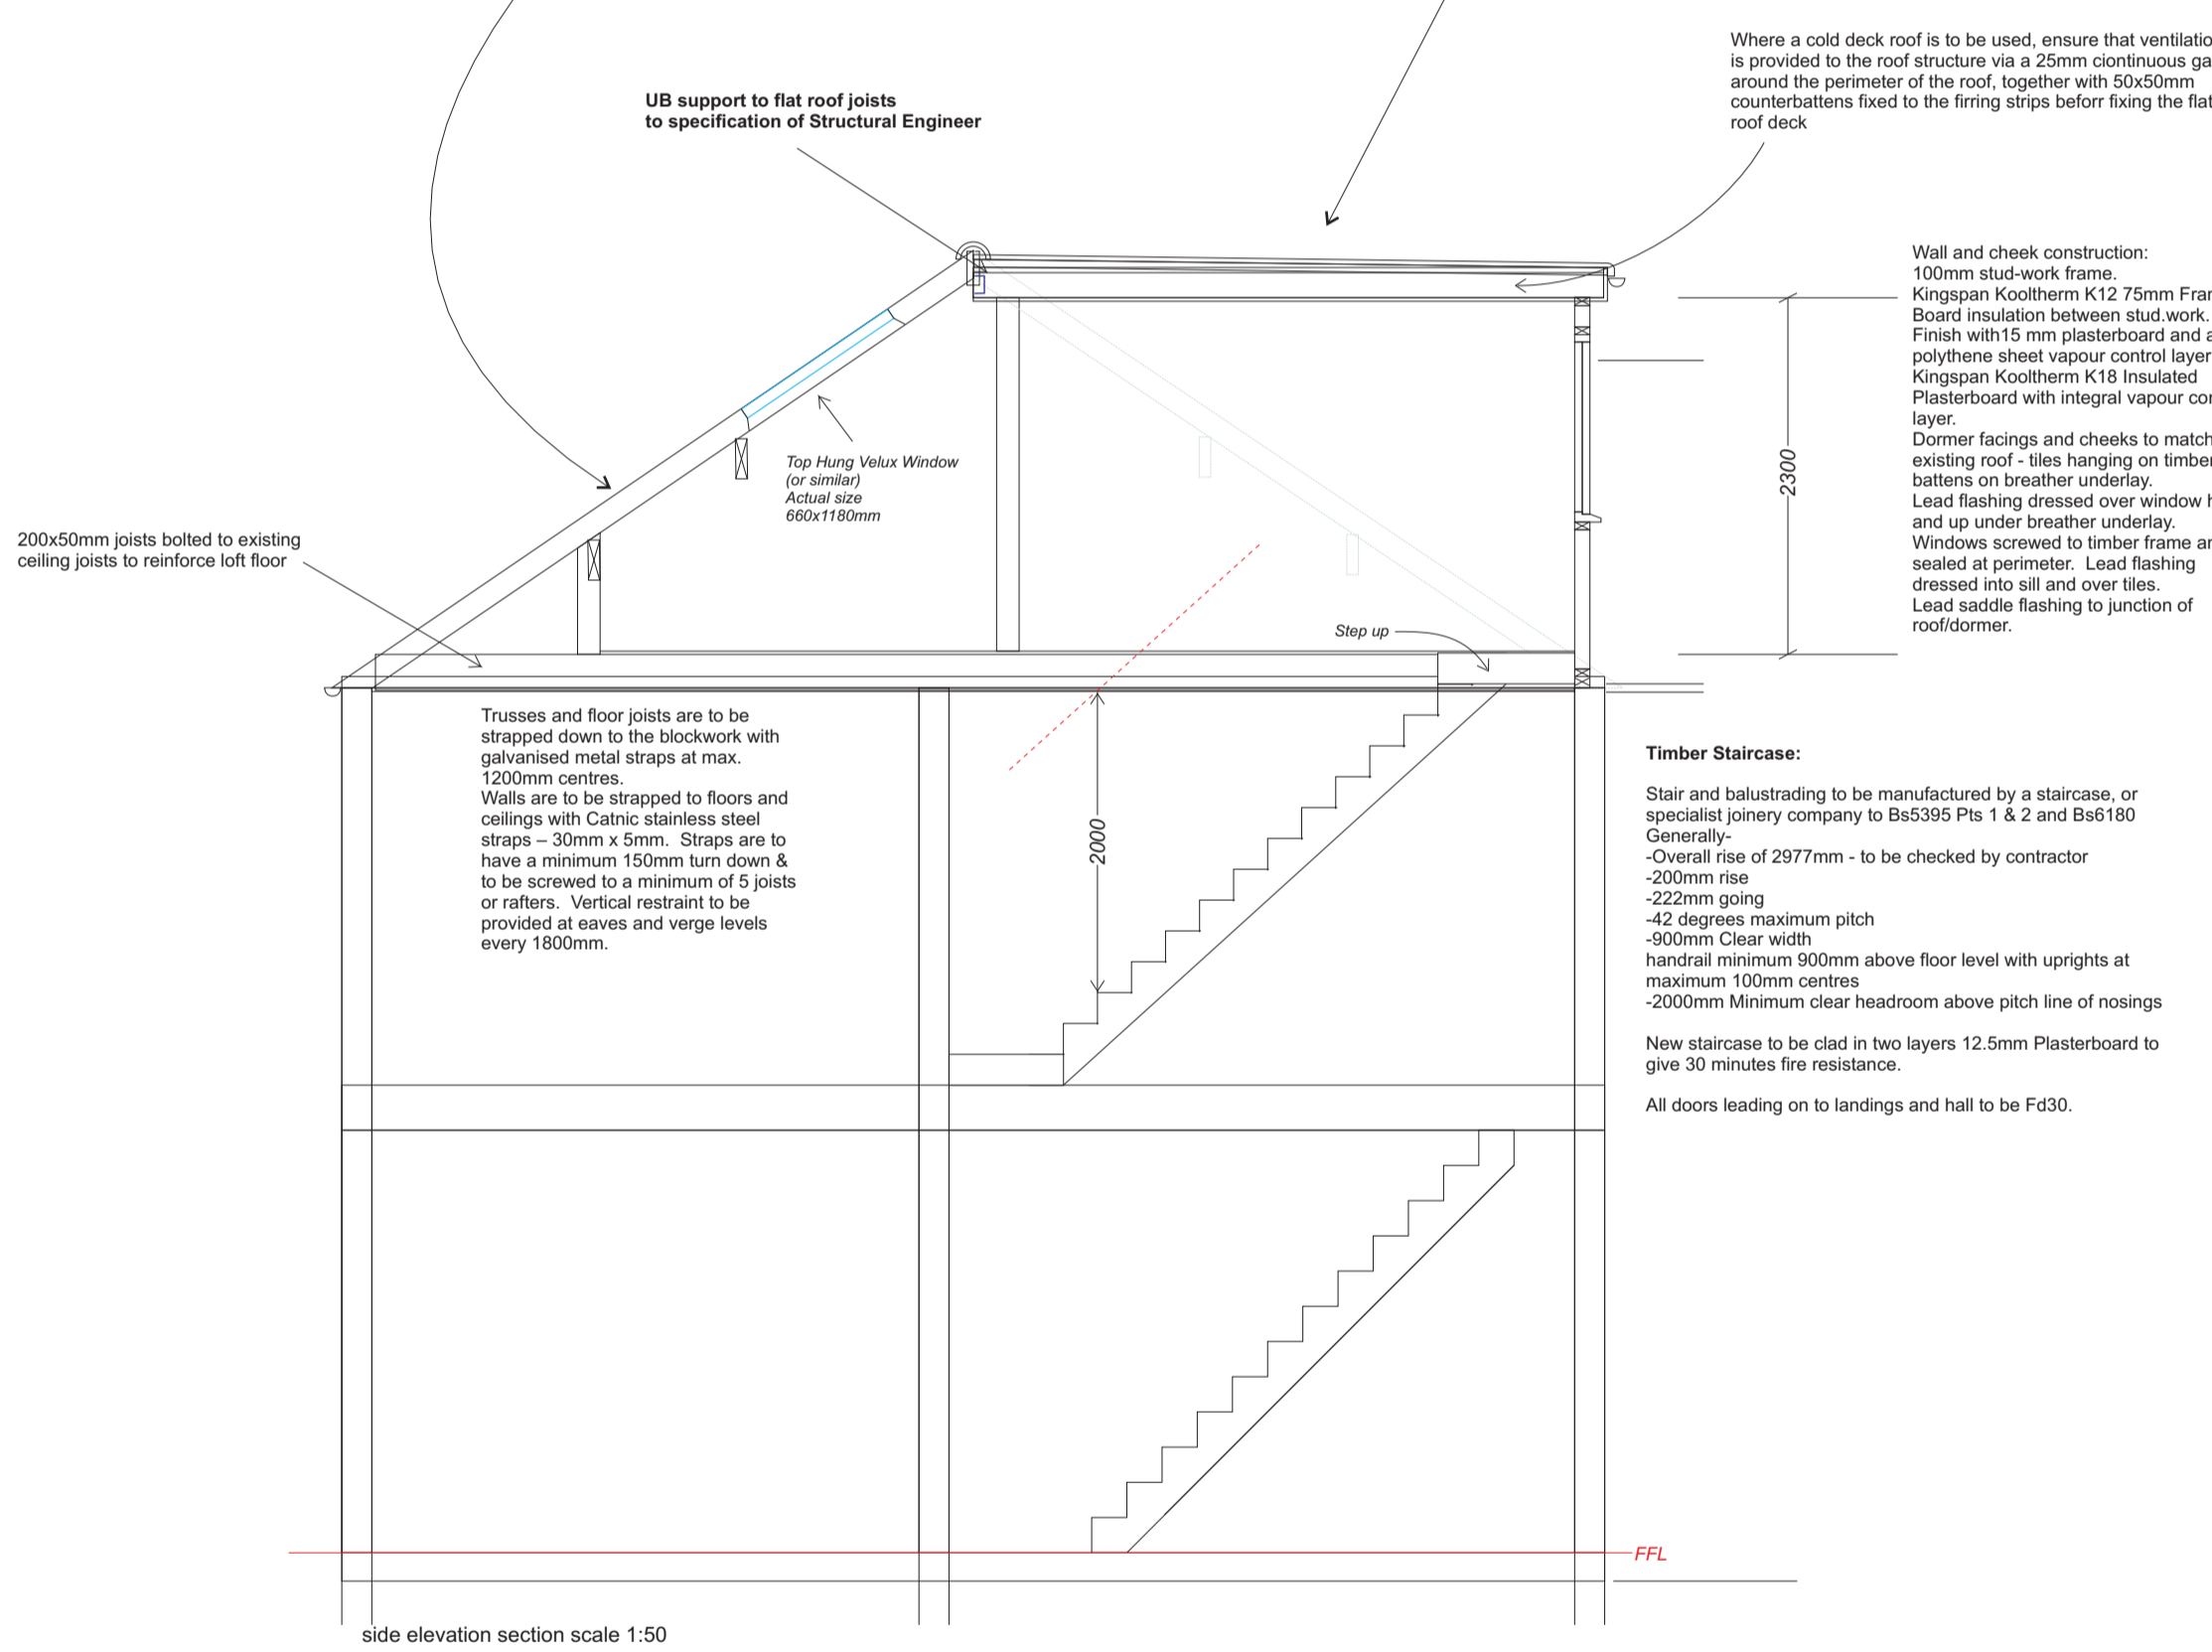 Where a cold deck roof is to be used, ensure that ventilatio
is provided to the roof structure via a 25mm ciontinuous ga
around the perimeter of the roof, together with 50x50mm
counterbattens fixed to the firring strips beforr fixing the flat
roof deck
UB support to flat roof joists
to specification of Structural Engineer
Wall and cheek construction:
100mm stud-work frame.
Kingspan Kooltherm K12 75mm Fra
Board insulation between stud.work.
Finish with15 mm plasterboard and a
polythene sheet vapour control layer
Kingspan Kooltherm K18 Insulated
Plasterboard with integral vapour co
layer.
Dormer facings and cheeks to match
existing roof - tiles hanging on timber
battens on breather underlay.
Lead flashing dressed over window h
and up under breather underlay.
Windows screwed to timber frame a
sealed at perimeter.  Lead flashing
dressed into sill and over tiles.
Lead saddle flashing to junction of
roof/dormer.
2300
Top Hung Velux Window
(or similar)
Actual size
660x1180mm
200x50mm joists bolted to existing
ceiling joists to reinforce loft floor
Step up
Trusses and floor joists are to be
strapped down to the blockwork with
galvanised metal straps at max.
1200mm centres.
Walls are to be strapped to floors and
ceilings with Catnic stainless steel
straps – 30mm x 5mm.  Straps are to
have a minimum 150mm turn down &
to be screwed to a minimum of 5 joists
or rafters.  Vertical restraint to be
provided at eaves and verge levels
every 1800mm.
2000
Timber Staircase:
Stair and balustrading to be manufactured by a staircase, or
specialist joinery company to Bs5395 Pts 1 & 2 and Bs6180
Generally-
-Overall rise of 2977mm - to be checked by contractor
-200mm rise
-222mm going
-42 degrees maximum pitch
-900mm Clear width
handrail minimum 900mm above floor level with uprights at
maximum 100mm centres
-2000mm Minimum clear headroom above pitch line of nosings
New staircase to be clad in two layers 12.5mm Plasterboard to
give 30 minutes fire resistance.
All doors leading on to landings and hall to be Fd30.
FFL
side elevation section scale 1:50